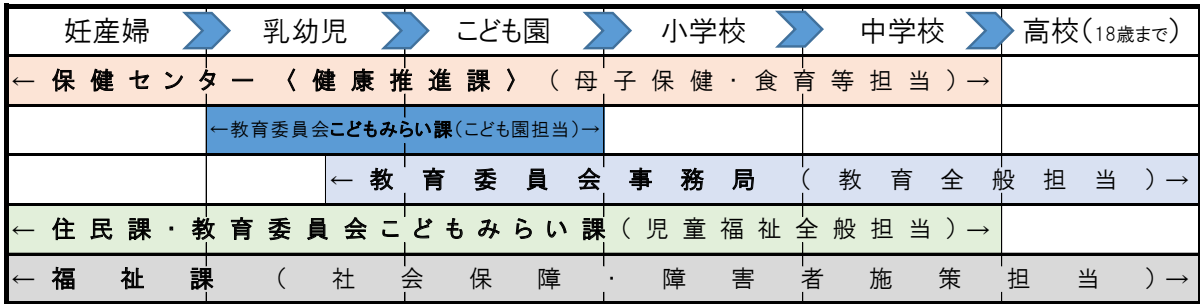 妊産婦 乳幼児 こども園 小学校 中学校 高校(18歳まで)
← 保健センター 〈健康推進課〉(母子保健・食育等担当)→
←教育委員会こどもみらい課(こども園担当)→
← 教育委員会事務局(教育全般担当)→
← 住民課・教育委員会こどもみらい課(児童福祉全般担当)→
← 福祉課(社会保障・障害者施策担当)→